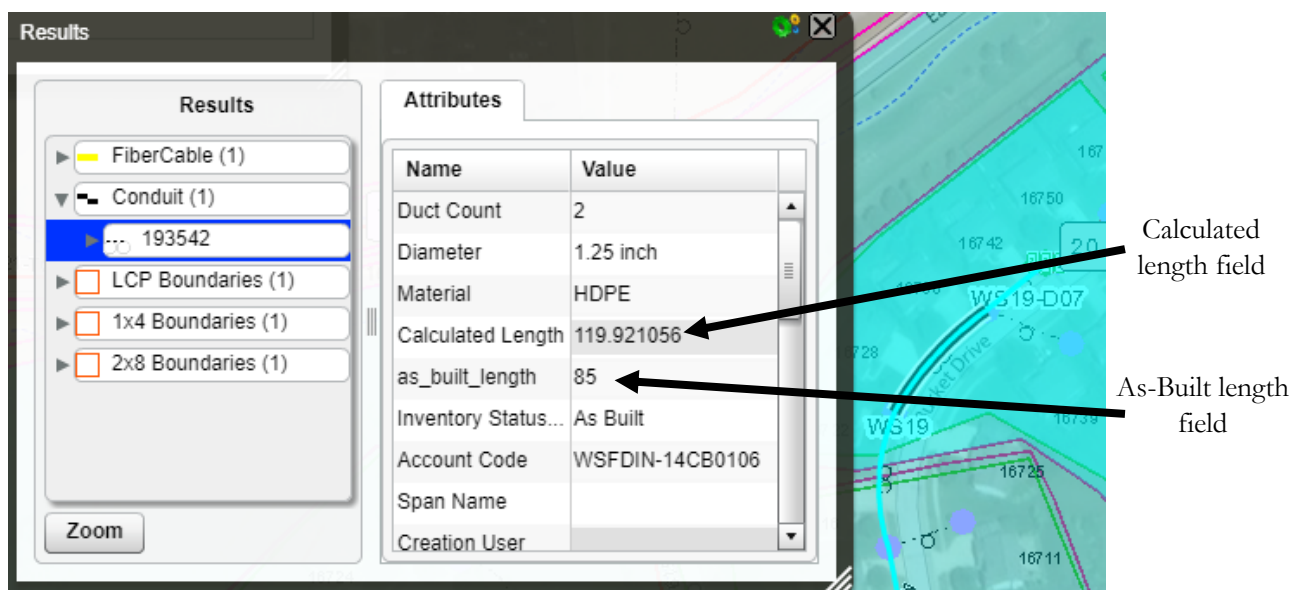 Results
Results
FiberCable (1)
Conduit (1)
193542
LCP Boundaries (1)
1x4 Boundaries (1)
2x8 Boundaries (1)
Zoom
Attributes
Name Value
Duct Count 2
Diameter 1.25 inch
Material HDPE
Calculated Length 119.921056
as_built_length 85
Inventory Status... As Built
Account Code WSFDIN-14CB0106
Span Name
Creation User
167
16750
16742
20
WS19-D07
WS19
16739
16725
16711
Calculated
length field
As-Built length
field